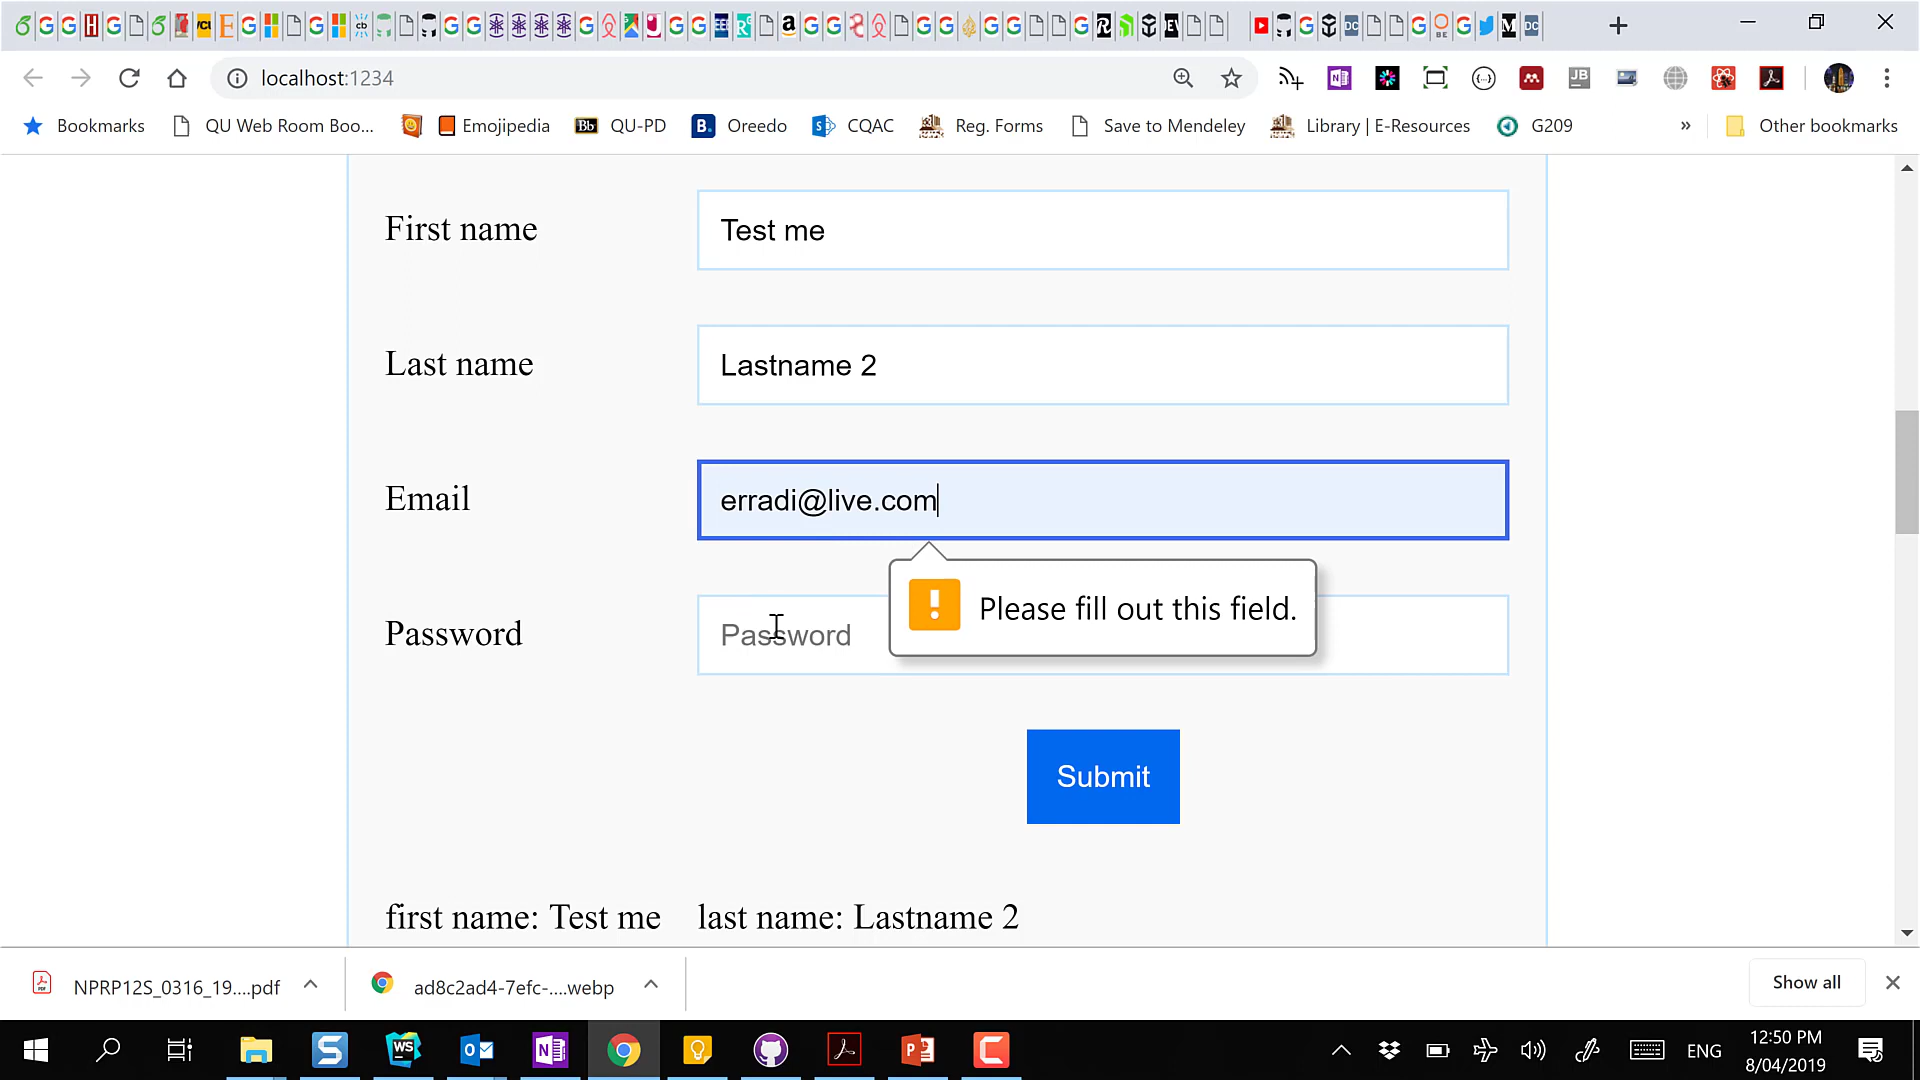 localhost:1234
Bookmarks
QU Web Room Boo...
Emojipedia
Bb
QU-PD
B.
Oreedo
CQAC
Reg. Forms
Save to Mendeley
Library | E-Resources
G209
»
Other bookmarks
First name
Test me
Last name
Lastname 2
Email
erradi@live.com
Please fill out this field.
Password
Password
Submit
first name: Test me
last name: Lastname 2
NPRP12S_0316_19....pdf
ad8c2ad4-7efc-....webp
Show all
ENG
12:50 PM
8/04/2019